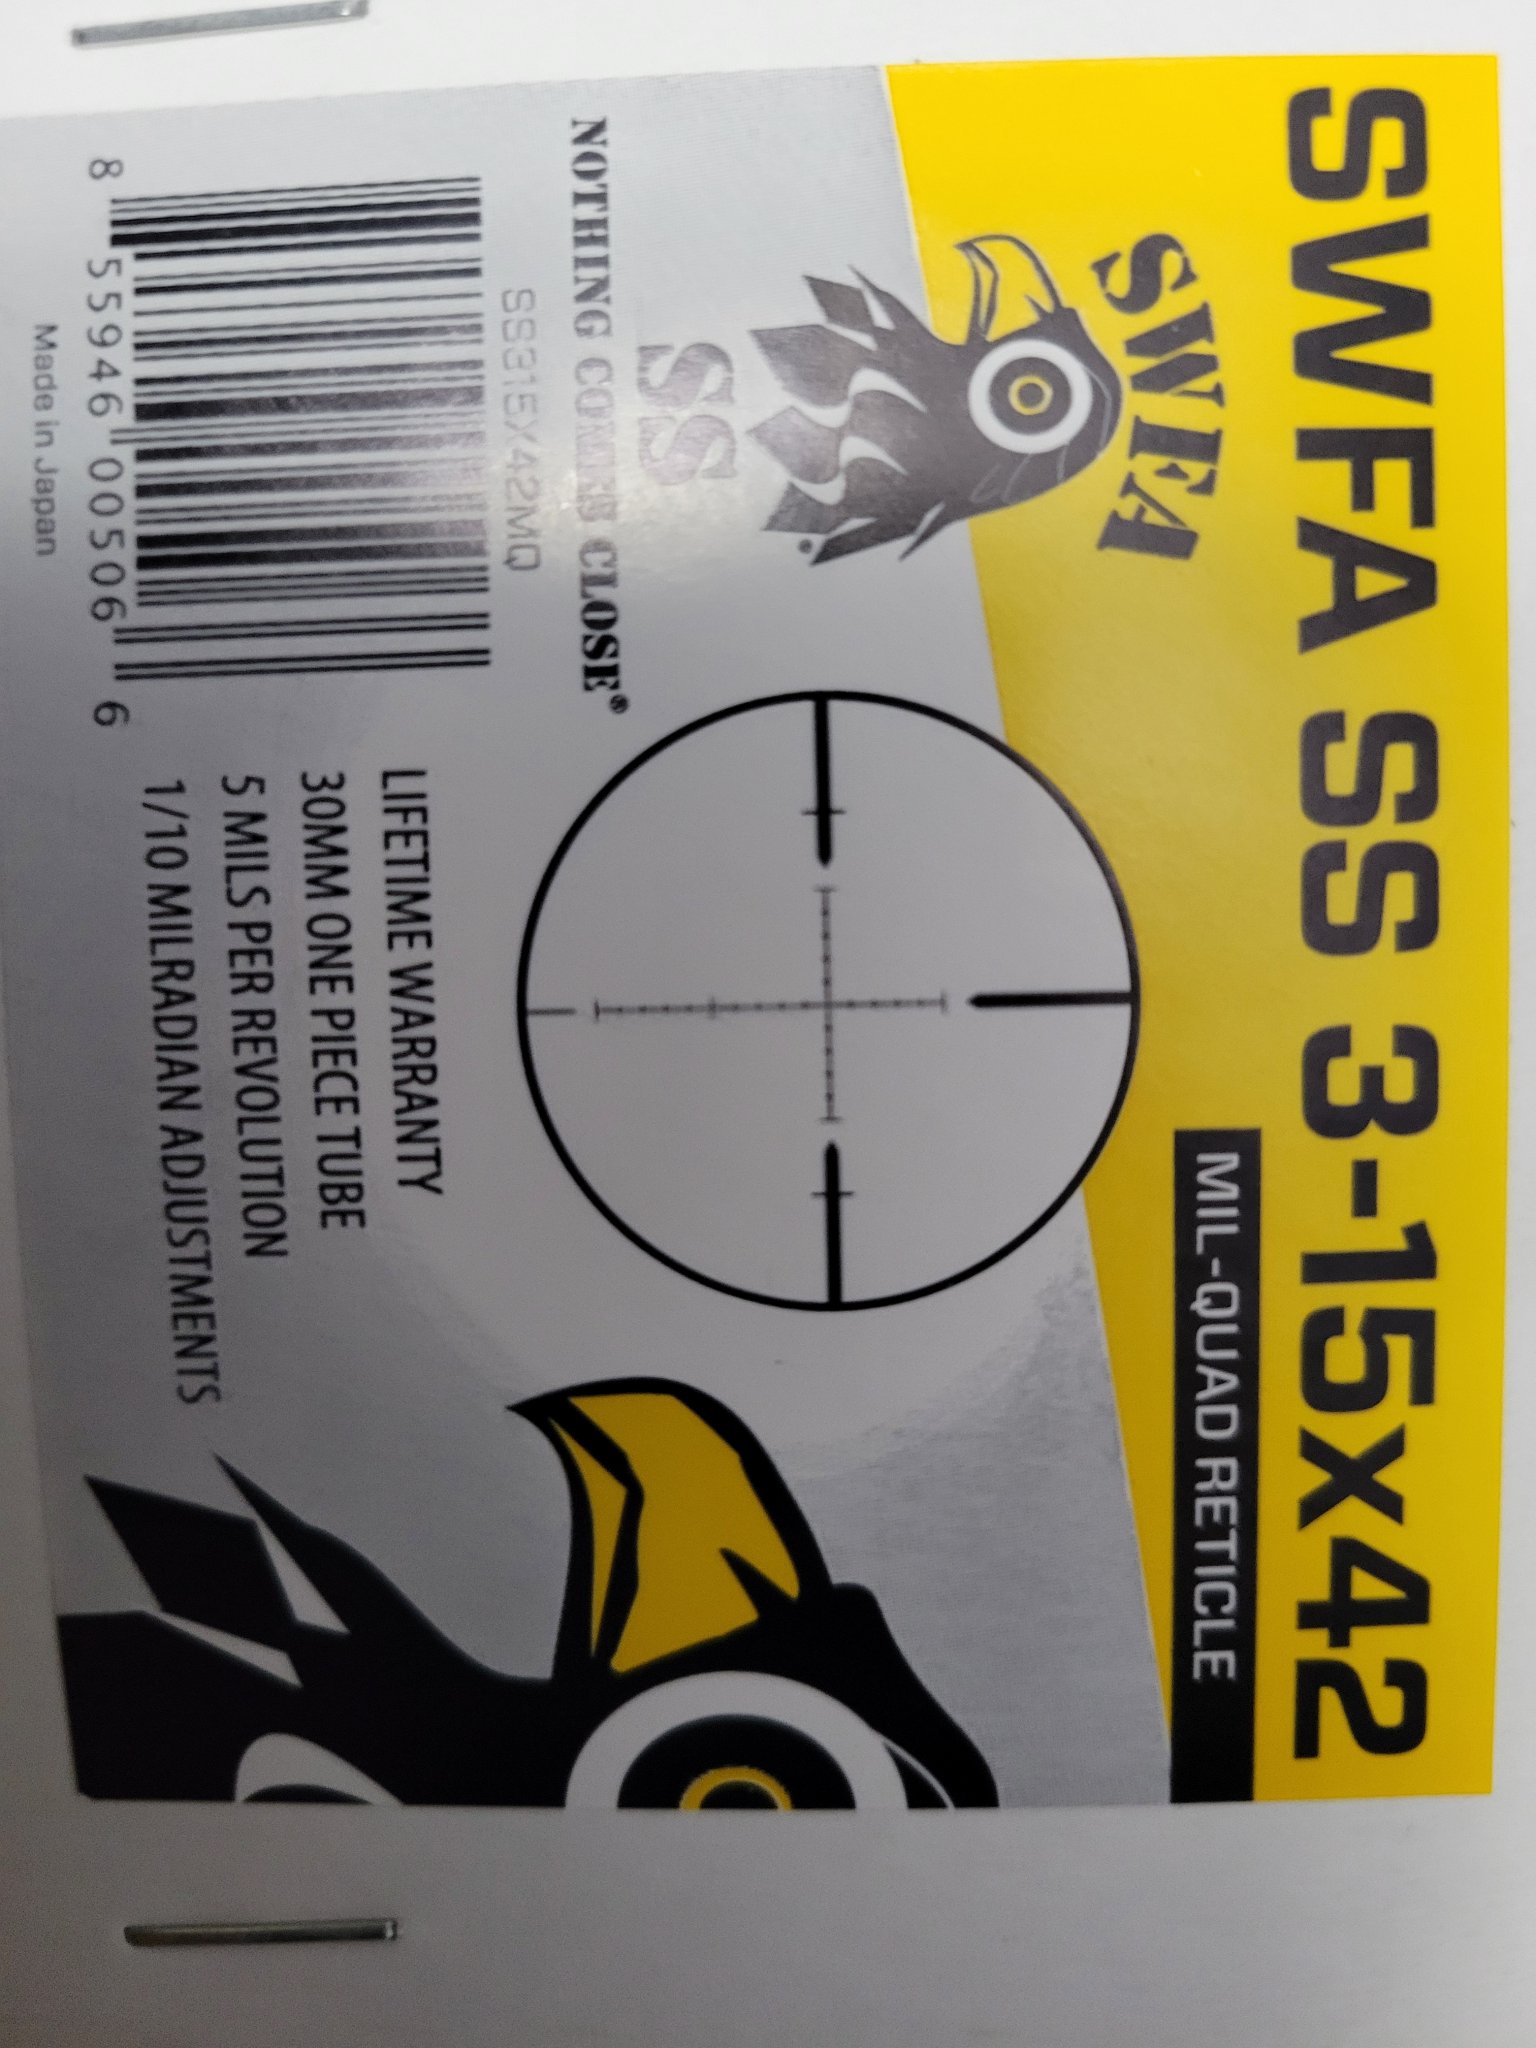 SWFA SS 3-15x42
MIL-QUAD RETICLE
SWFA
SS
®
NOTHING COMES CLOSE®
SS315X42MQ
8 55946 00506 6
Made in Japan
LIFETIME WARRANTY
30MM ONE PIECE TUBE
5 MILS PER REVOLUTION
1/10 MILRADIAN ADJUSTMENTS